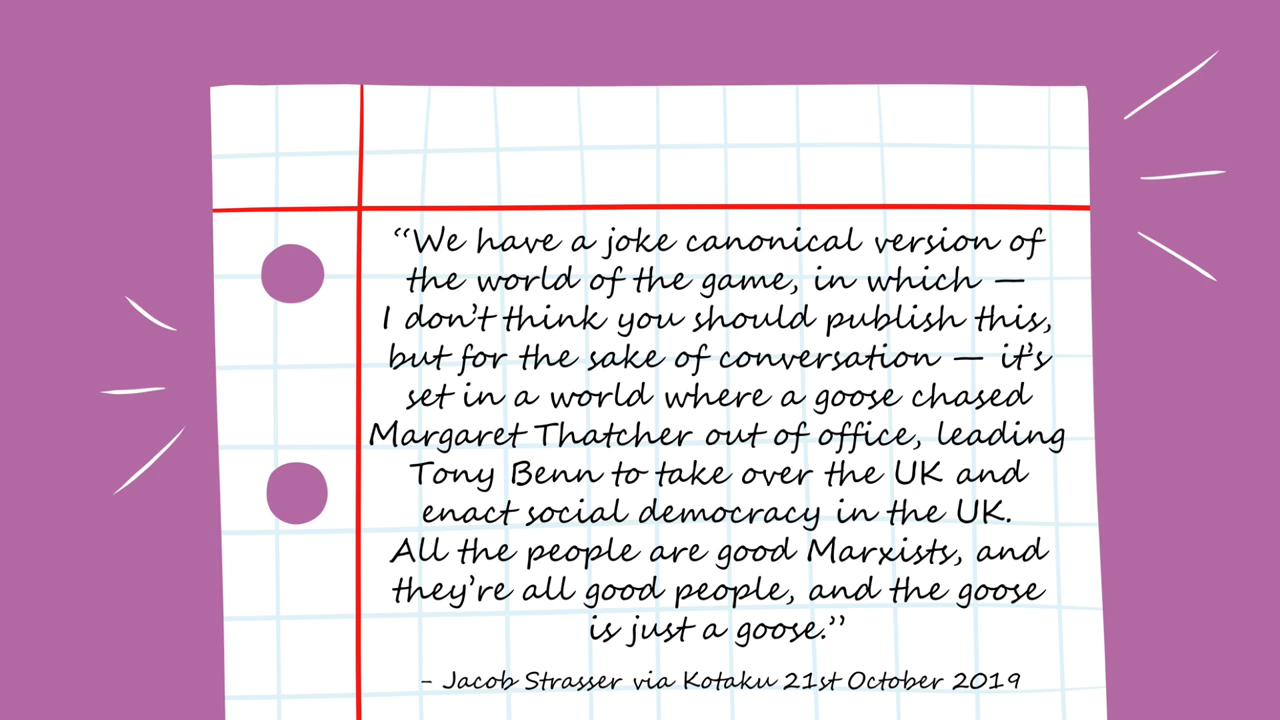 “We have a joke canonical version of
the world of the game, in which —
I don’t think you should publish this,
but for the sake of conversation — it’s
set in a world where a goose chased
Margaret Thatcher out of office, leading
Tony Benn to take over the UK and
enact social democracy in the UK.
All the people are good Marxists, and
they’re all good people, and the goose
is just a goose.”
- Jacob Strasser via Kotaku 21st October 2019